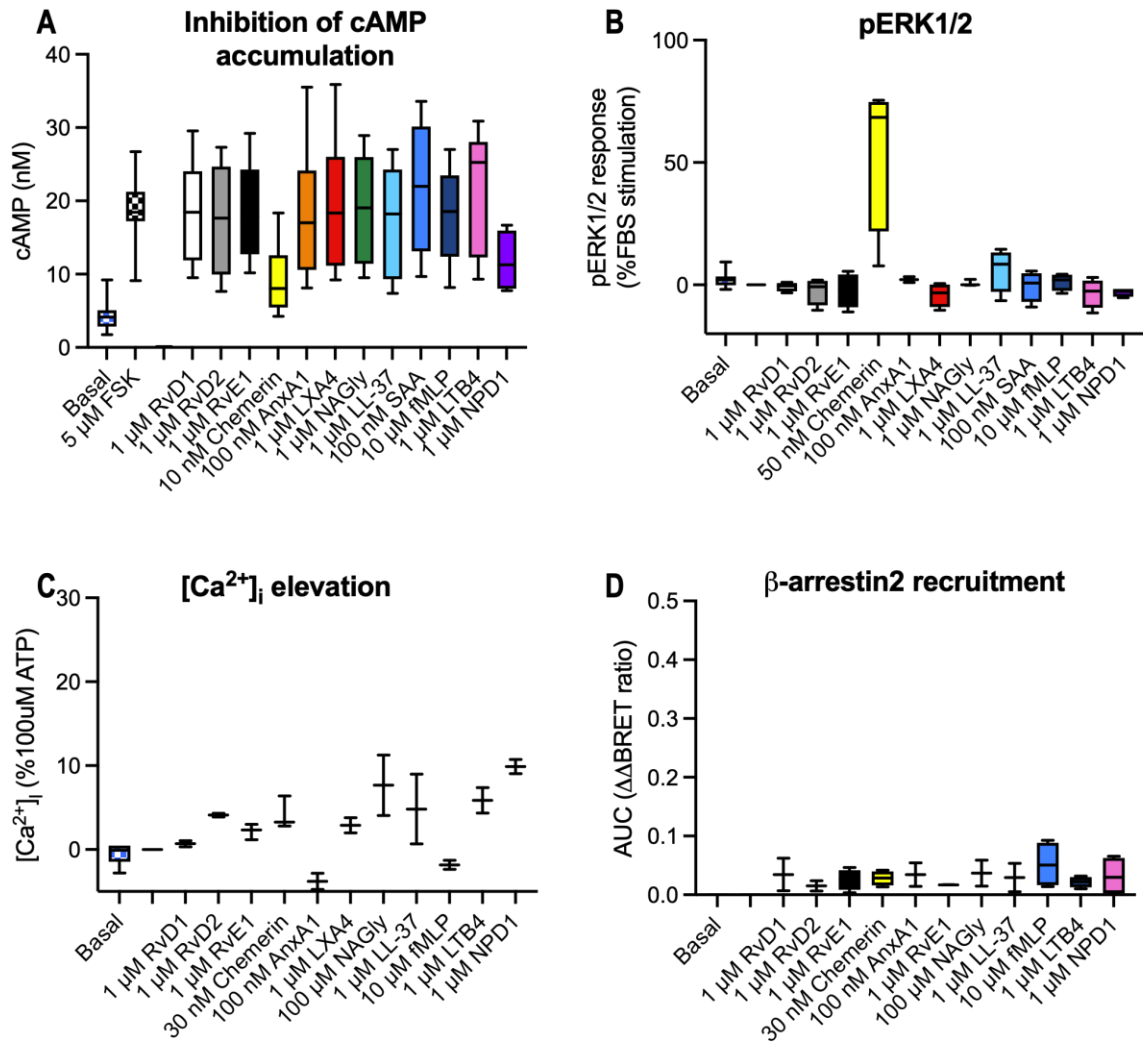 A
Inhibition of cAMP
accumulation
cAMP (nM)
40
30
20
10
0
Basal
5 µM FSK
1 µM RvD1
1 µM RvD2
1 µM RvE1
10 nM Chemerin
100 nM AnxA1
1 µM LXA4
1 µM NAGly
1 µM LL-37
100 nM SAA
10 µM fMLP
1 µM LTB4
1 µM NPD1
B
pERK1/2
pERK1/2 response
(%FBS stimulation)
100
50
0
Basal
1 µM RvD1
1 µM RvD2
1 µM RvE1
50 nM Chemerin
100 nM AnxA1
1 µM LXA4
1 µM NAGly
1 µM LL-37
100 nM SAA
10 µM fMLP
1 µM LTB4
1 µM NPD1
C
[Ca²⁺]ᵢ elevation
[Ca²⁺]ᵢ (%100uM ATP)
30
20
10
0
Basal
1 µM RvD1
1 µM RvD2
1 µM RvE1
30 nM Chemerin
100 nM AnxA1
1 µM LXA4
100 µM NAGly
1 µM LL-37
10 µM fMLP
1 µM LTB4
1 µM NPD1
D
β-arrestin2 recruitment
AUC (ΔΔBRET ratio)
0.5
0.4
0.3
0.2
0.1
0.0
Basal
1 µM RvD1
1 µM RvD2
1 µM RvE1
30 nM Chemerin
100 nM AnxA1
1 µM RvE1
100 µM NAGly
1 µM LL-37
10 µM fMLP
1 µM LTB4
1 µM NPD1